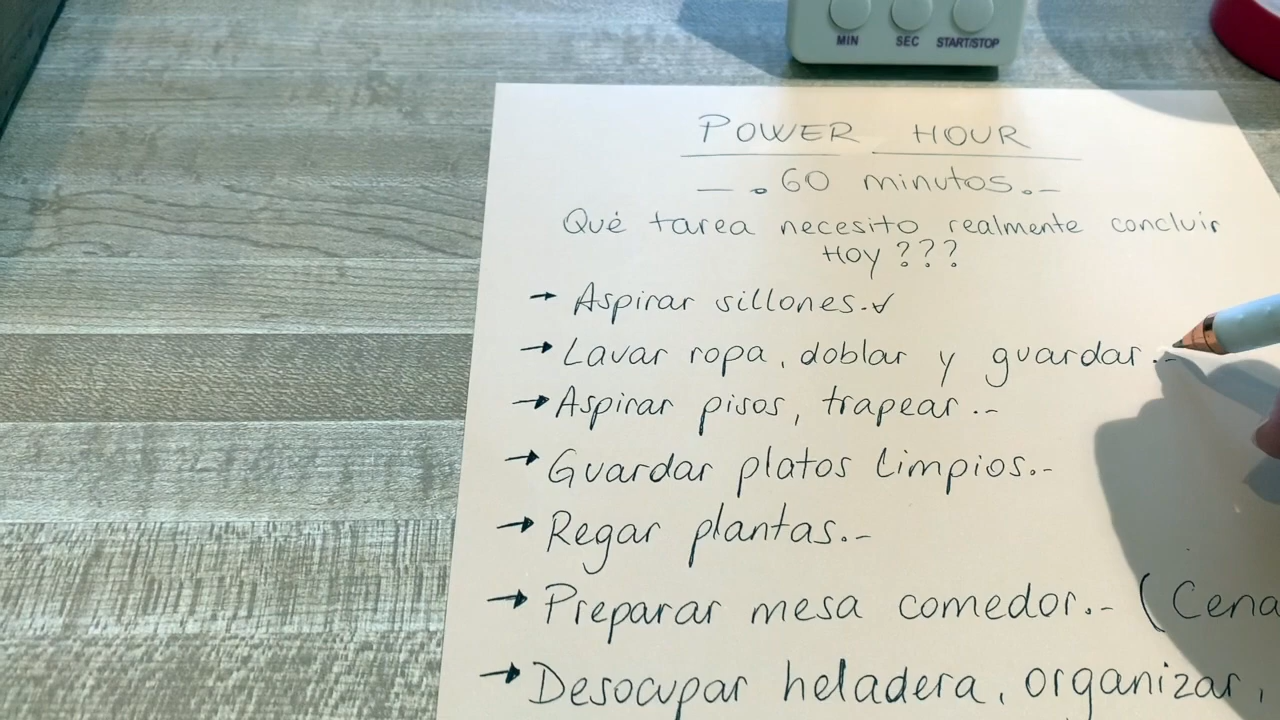 MIN SEC START/STOP
POWER HOUR
— .60 minutos.-
Qué tarea necesito realmente concluir
Hoy ???
→ Aspirar sillones.✓
→ Lavar ropa, doblar y guardar.-
→ Aspirar pisos, trapear.-
→ Guardar platos limpios.-
→ Regar plantas.-
→ Preparar mesa comedor.- (Cena
→ Desocupar heladera, organizar,